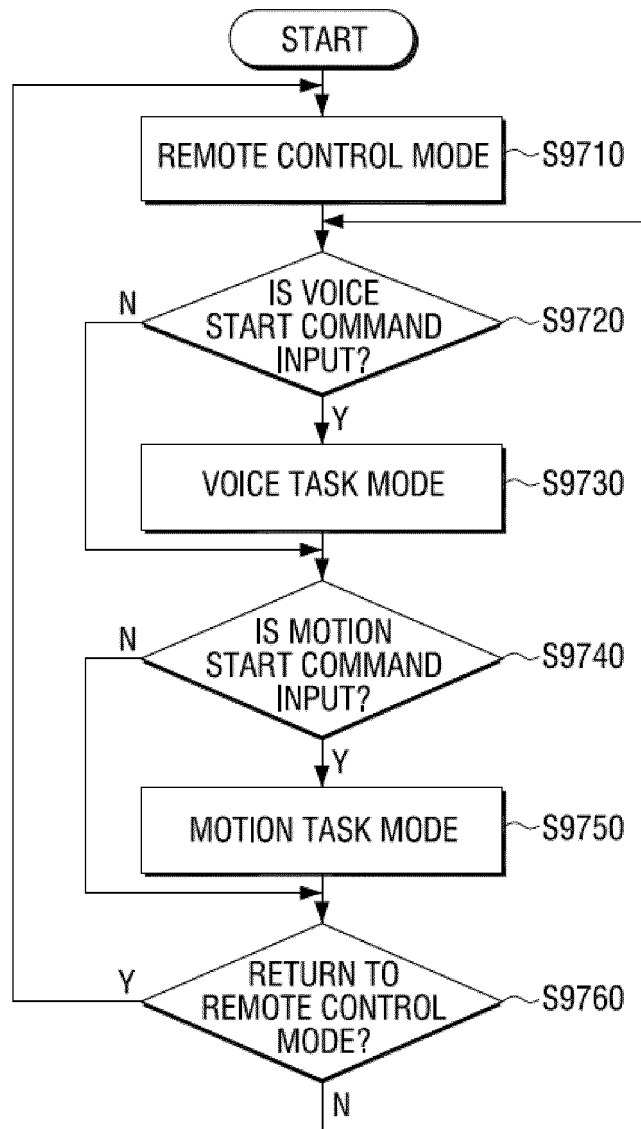 START
REMOTE CONTROL MODE
S9710
IS VOICE
START COMMAND
INPUT?
S9720
N
Y
VOICE TASK MODE
S9730
IS MOTION
START COMMAND
INPUT?
S9740
N
Y
MOTION TASK MODE
S9750
RETURN TO
REMOTE CONTROL
MODE?
S9760
Y
N